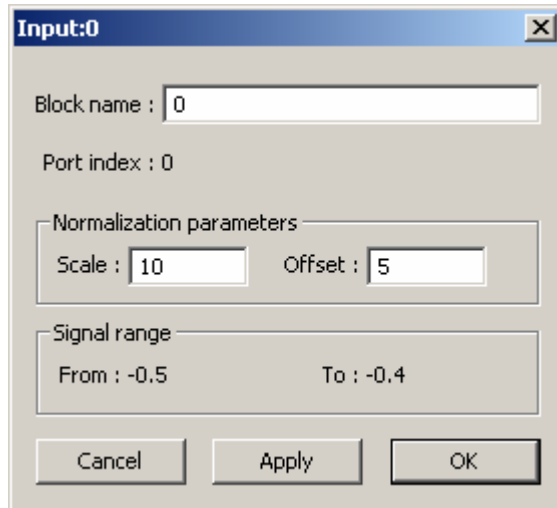 Input:0
Block name : 0
Port index : 0
Normalization parameters
Scale : 10 Offset : 5
Signal range
From : -0.5 To : -0.4
Cancel Apply OK